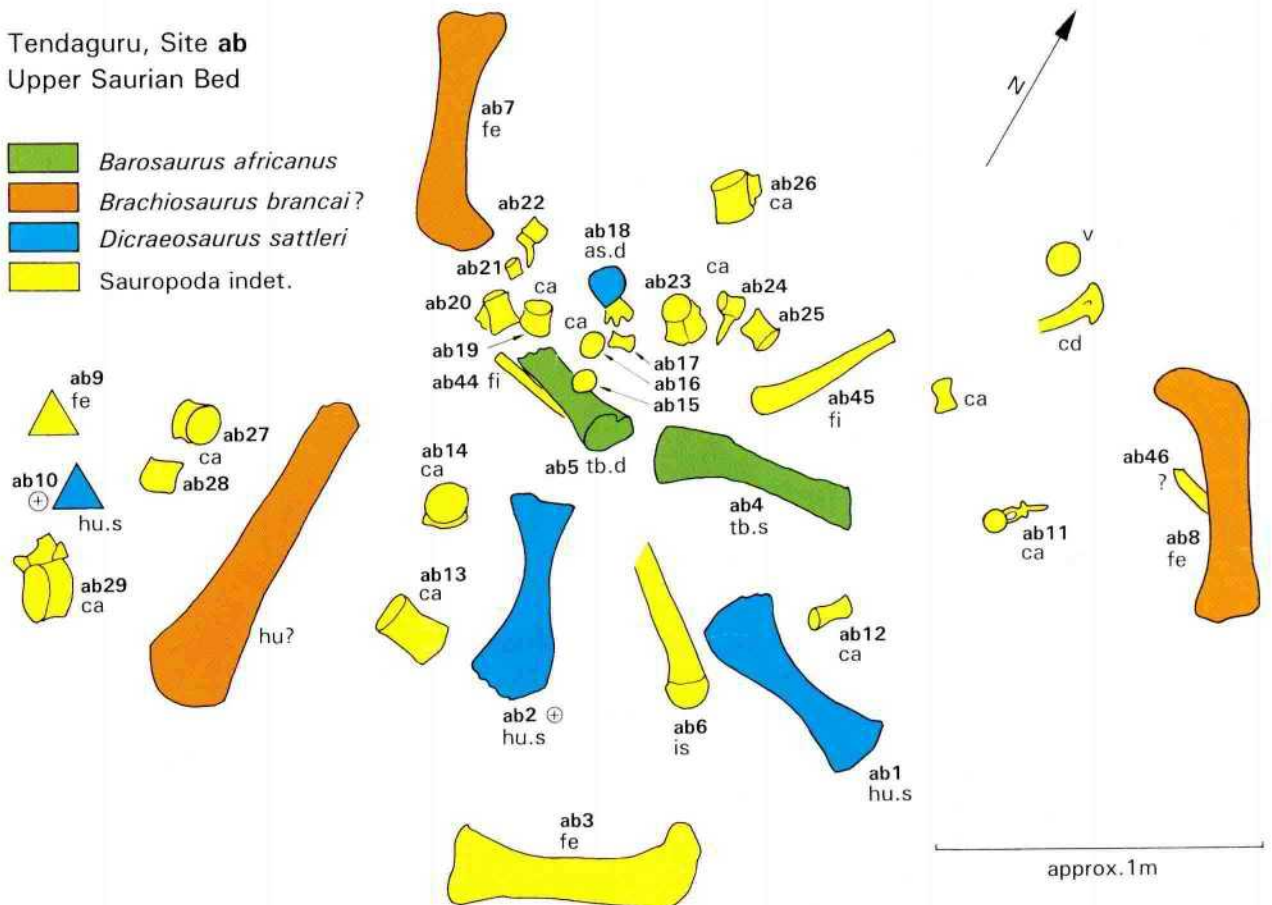 Tendaguru, Site ab
Upper Saurian Bed
Barosaurus africanus
Brachiosaurus brancai?
Dicraeosaurus sattleri
Sauropoda indet.
N
ab7
fe
ab22
ab18
as.d
ab26
ca
v
ab21
ca
ca
ab20
ab23
ab24
ab25
ca
cd
ab19
ab17
ab16
ab15
ab44 fi
ab45
fi
ca
ab9
fe
ab27
ca
ab28
ab10
⊕
hu.s
ab14
ca
ab5 tb.d
ab4
tb.s
ab46
?
ab11
ca
ab8
fe
ab29
ca
hu?
ab13
ca
ab12
ca
ab2 ⊕
hu.s
ab6
is
ab1
hu.s
ab3
fe
approx.1m